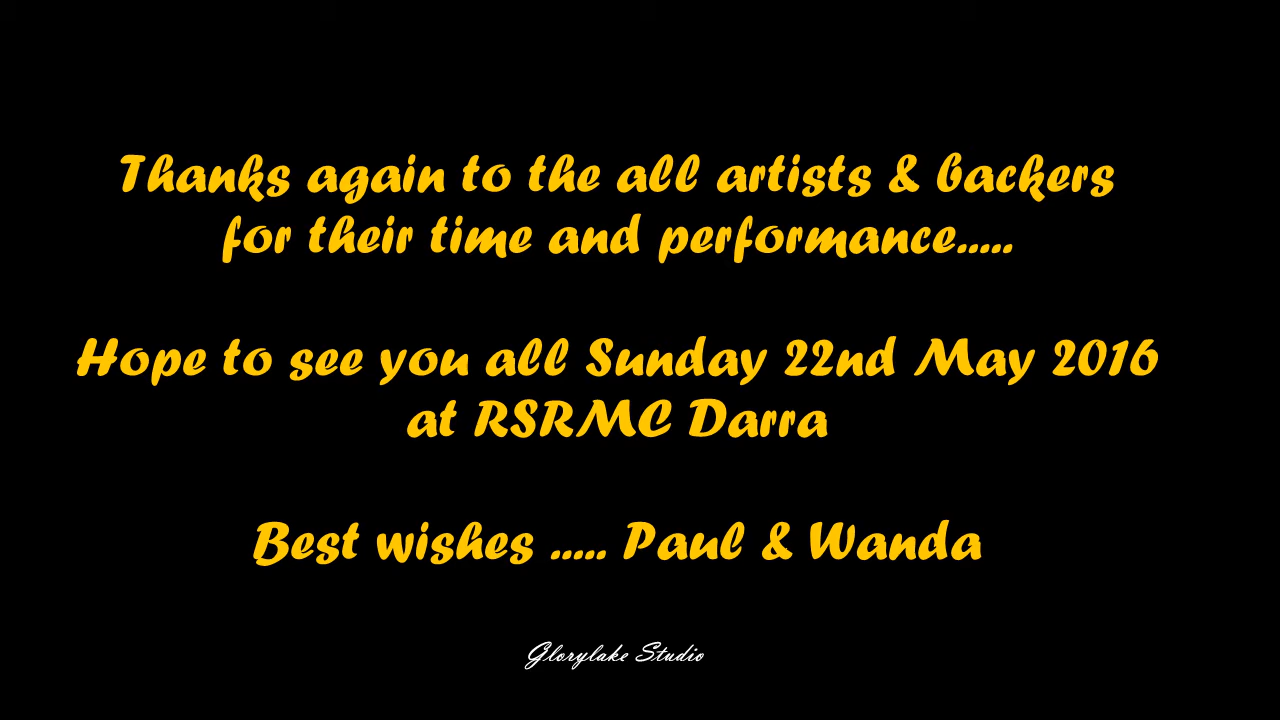 Thanks again to the all artists & backers
for their time and performance.....
Hope to see you all Sunday 22nd May 2016
at RSRMC Darra
Best wishes ..... Paul & Wanda
Glorylake Studio